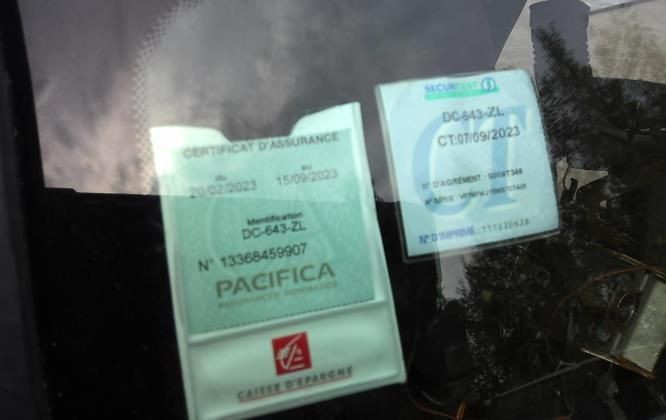 CERTIFICAT D'ASSURANCE
du au
20/02/2023 15/09/2023
Identification
DC-643-ZL
N° 13368459907
PACIFICA
ASSURANCES DOMMAGES
CAISSE D'EPARGNE
SECURITEST
DC-643-ZL
CT:07/09/2023
N° D'AGRÉMENT :
N° SÉRIE :
N° D'IMPRIMÉ: